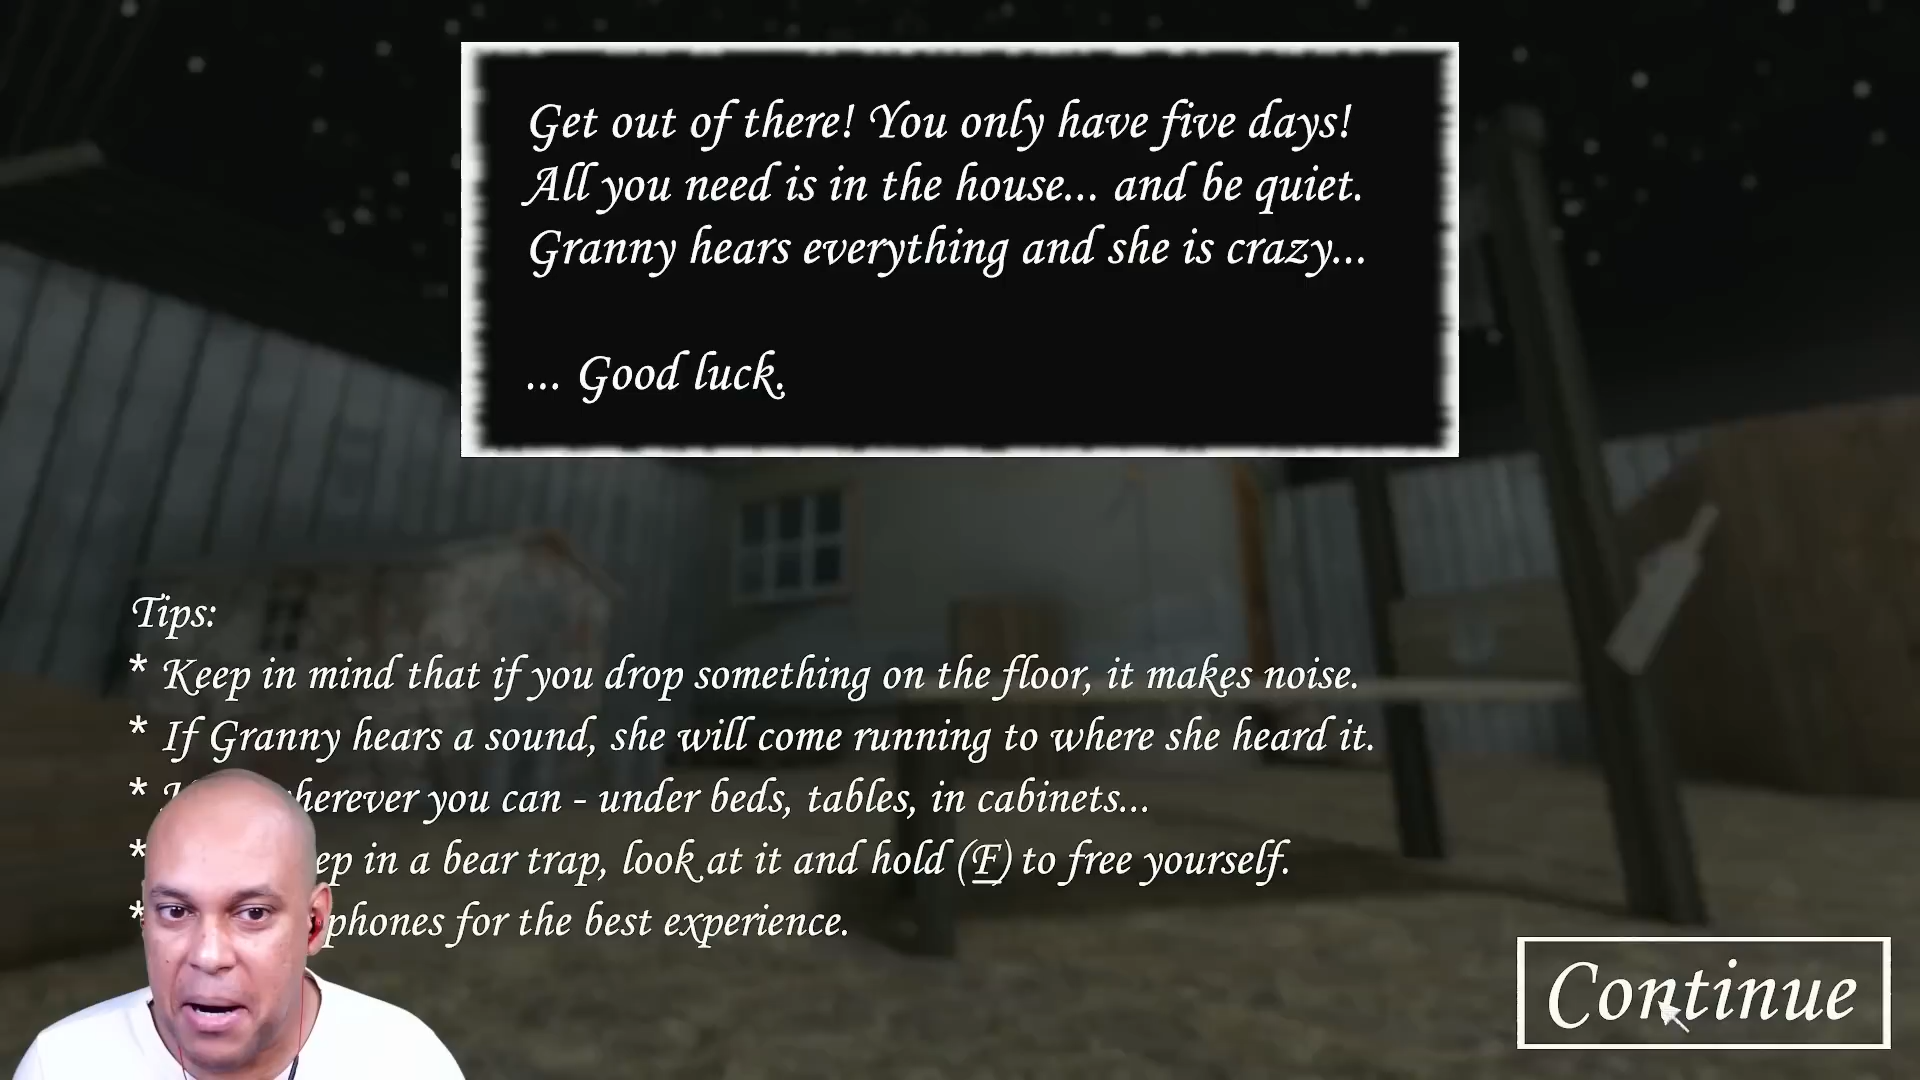 Get out of there! You only have five days!
All you need is in the house... and be quiet.
Granny hears everything and she is crazy...
... Good luck.
Tips:
* Keep in mind that if you drop something on the floor, it makes noise.
* If Granny hears a sound, she will come running to where she heard it.
* you can - under beds, tables, in cabinets...
* in a bear trap, look at it and hold (F) to free yourself.
* for the best experience.
Continue